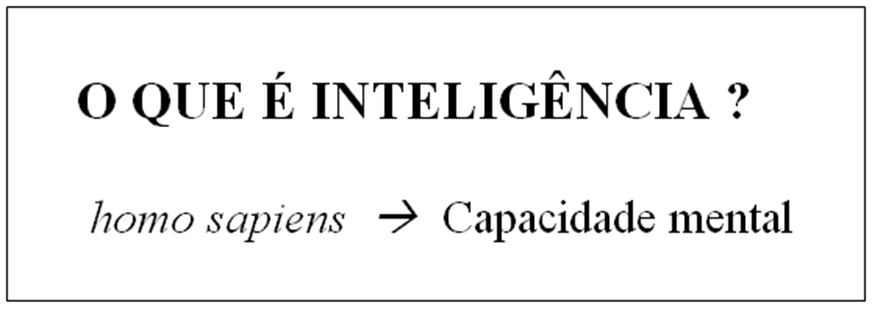 O QUE É INTELIGÊNCIA ?
homo sapiens → Capacidade mental